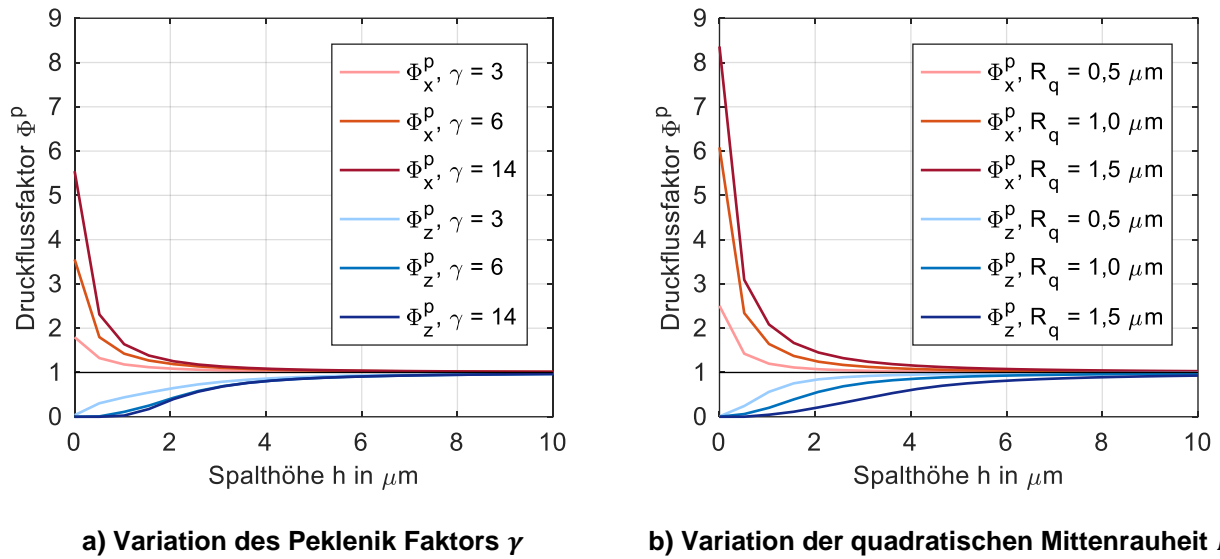 9
8
7
6
5
4
3
2
1
0
Druckflussfaktor Φ^p
0 2 4 6 8 10
Spalthöhe h in μm
Φ_x^p, γ = 3
Φ_x^p, γ = 6
Φ_x^p, γ = 14
Φ_z^p, γ = 3
Φ_z^p, γ = 6
Φ_z^p, γ = 14
a) Variation des Peklenik Faktors γ
9
8
7
6
5
4
3
2
1
0
Druckflussfaktor Φ^p
0 2 4 6 8 10
Spalthöhe h in μm
Φ_x^p, R_q = 0,5 μm
Φ_x^p, R_q = 1,0 μm
Φ_x^p, R_q = 1,5 μm
Φ_z^p, R_q = 0,5 μm
Φ_z^p, R_q = 1,0 μm
Φ_z^p, R_q = 1,5 μm
b) Variation der quadratischen Mittenrauheit